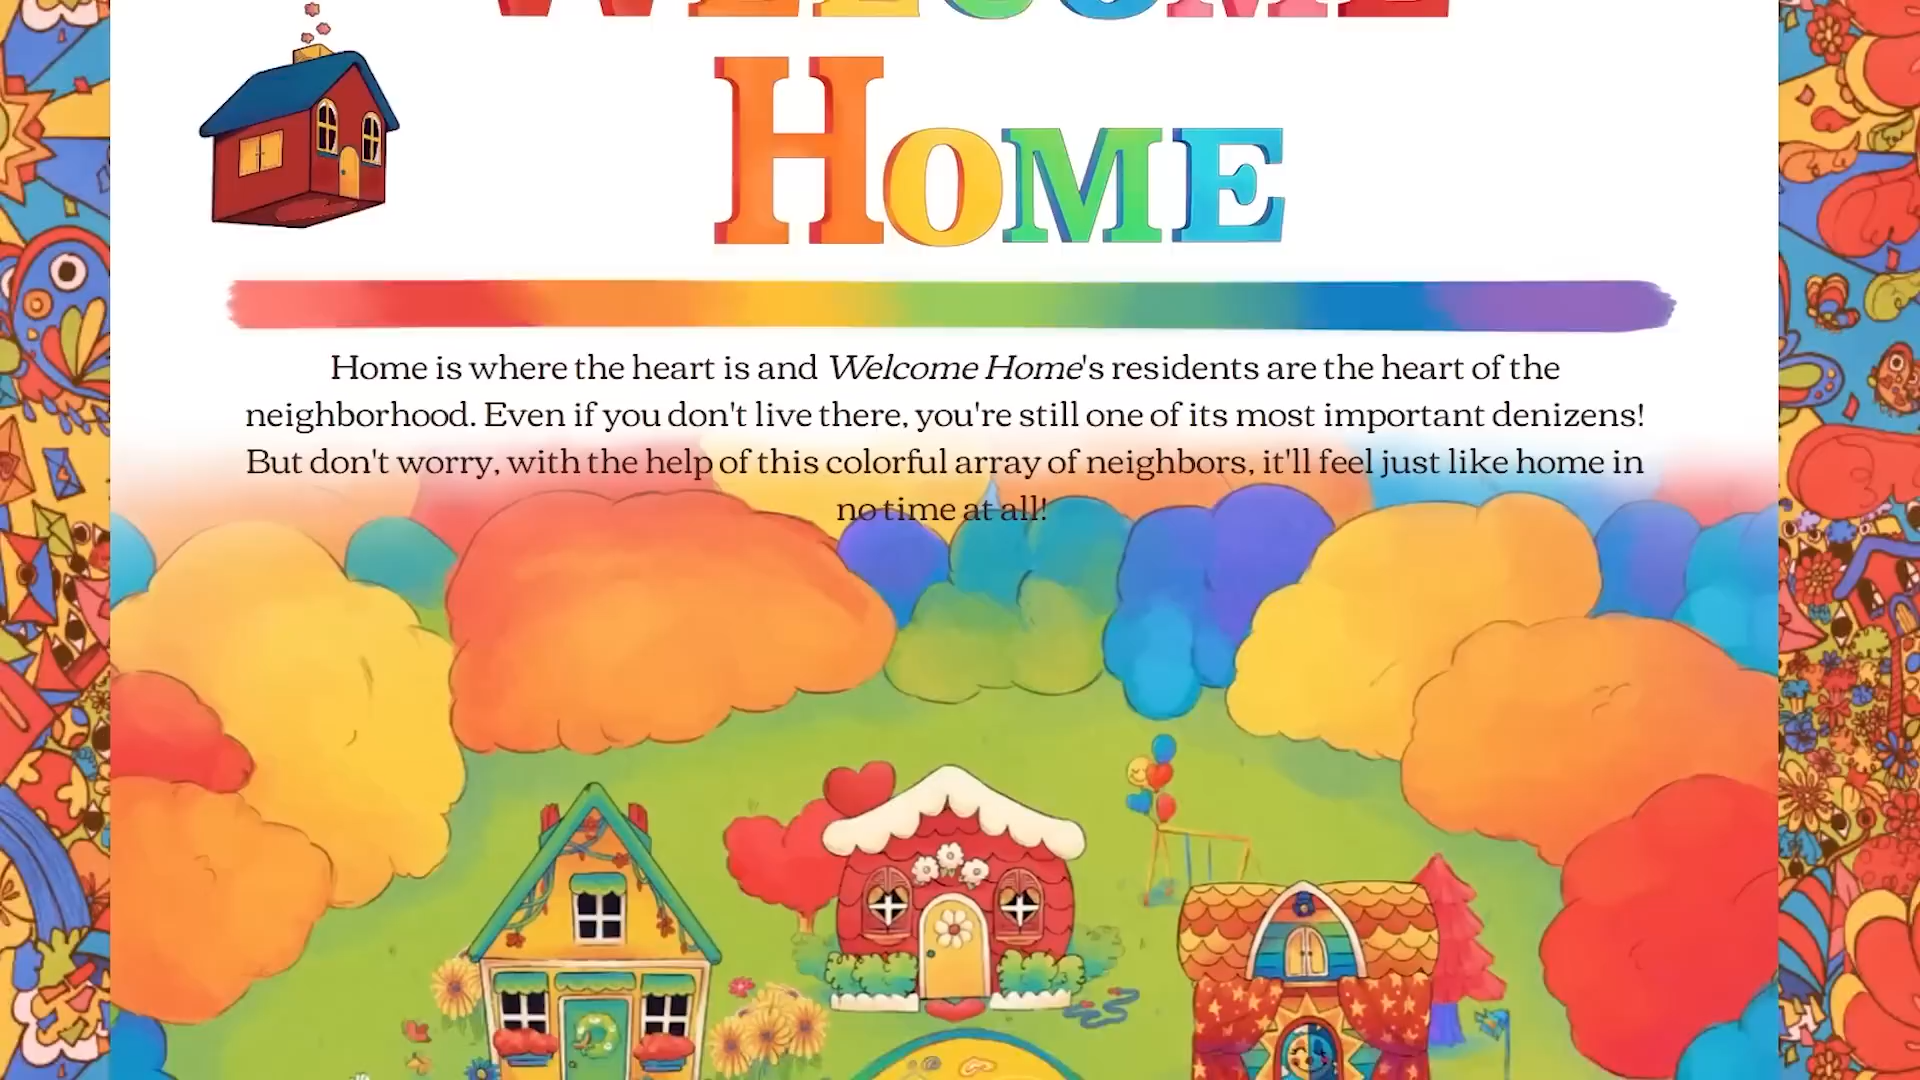 WELCOME
HOME
Home is where the heart is and Welcome Home's residents are the heart of the
neighborhood. Even if you don't live there, you're still one of its most important denizens!
But don't worry, with the help of this colorful array of neighbors, it'll feel just like home in
no time at all!